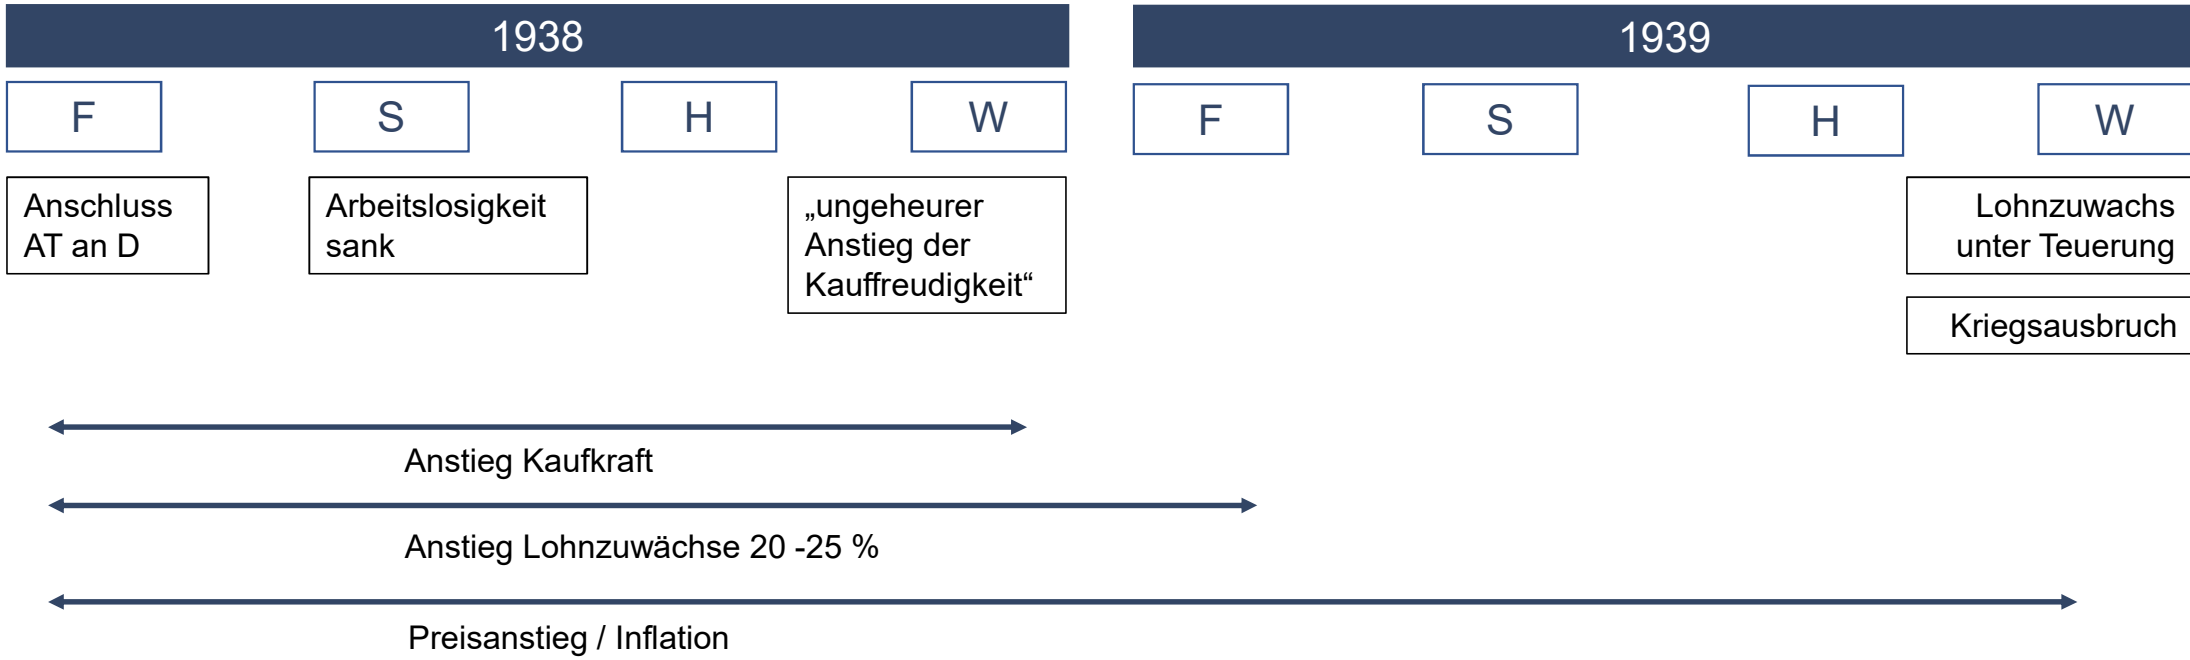 1938
1939
F
S
H
W
F
S
H
W
Anschluss
AT an D
Arbeitslosigkeit
sank
„ungeheurer
Anstieg der
Kauffreudigkeit“
Lohnzuwachs
unter Teuerung
Kriegsausbruch
Anstieg Kaufkraft
Anstieg Lohnzuwächse 20 -25 %
Preisanstieg / Inflation